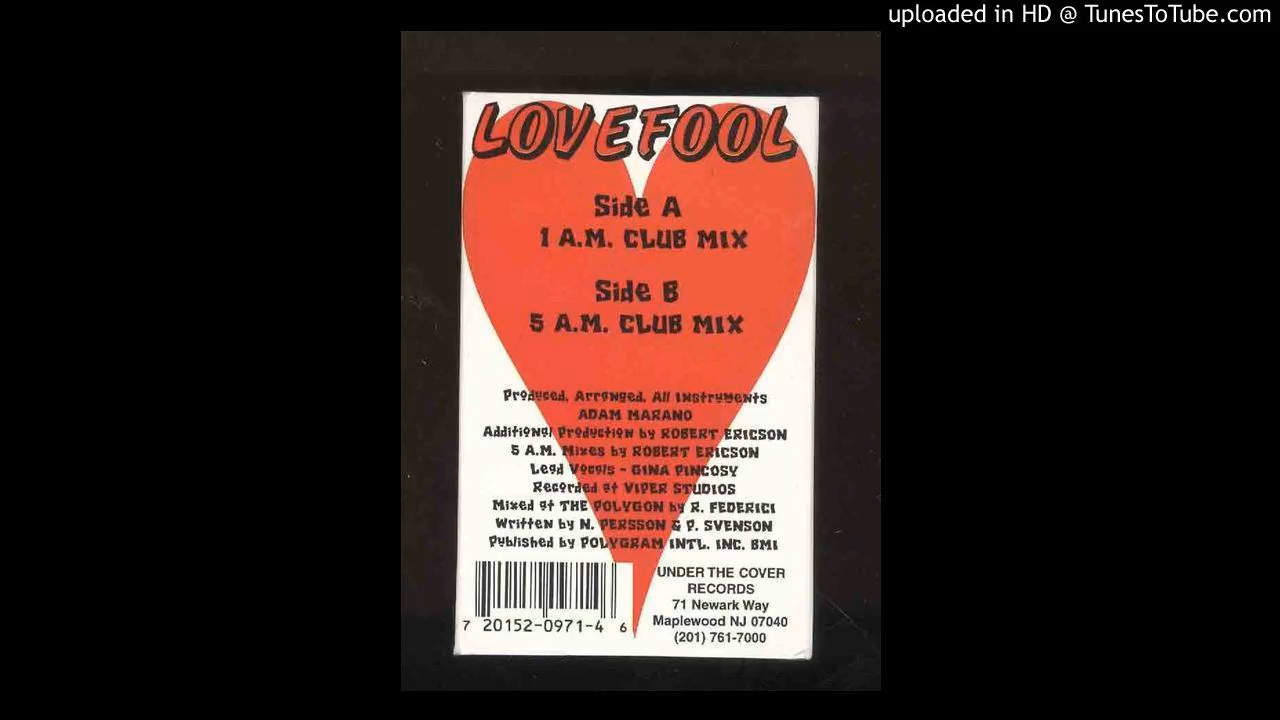 uploaded in HD @ TunesToTube.com
LOVEFOOL
Side A
1 A.M. CLUB MIX
Side B
5 A.M. CLUB MIX
Produced, Arranged, All Instruments
ADAM MARANO
Additional Production by ROBERT ERICSON
5 A.M. Mixes by ROBERT ERICSON
Lead Vocals - GINA PINCOSY
Recorded at VIPER STUDIOS
Mixed at THE POLYGON by R. FEDERICI
Written by N. PERSSON & P. SVENSON
Published by POLYGRAM INTL. INC. BMI
UNDER THE COVER
RECORDS
71 Newark Way
Maplewood NJ 07040
(201) 761-7000
7 20152-0971-4 6